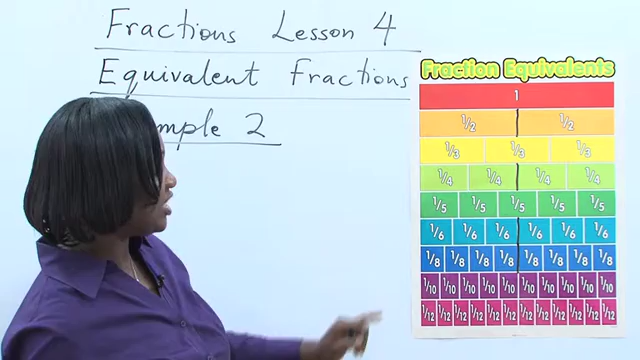 Fractions Lesson 4
Equivalent Fractions
mple 2
Fraction Equivalents
1
1/2 1/2
1/3 1/3 1/3
1/4 1/4 1/4 1/4
1/5 1/5 1/5 1/5 1/5
1/6 1/6 1/6 1/6 1/6 1/6
1/8 1/8 1/8 1/8 1/8 1/8 1/8 1/8
1/10 1/10 1/10 1/10 1/10 1/10 1/10 1/10 1/10 1/10
1/12 1/12 1/12 1/12 1/12 1/12 1/12 1/12 1/12 1/12 1/12 1/12